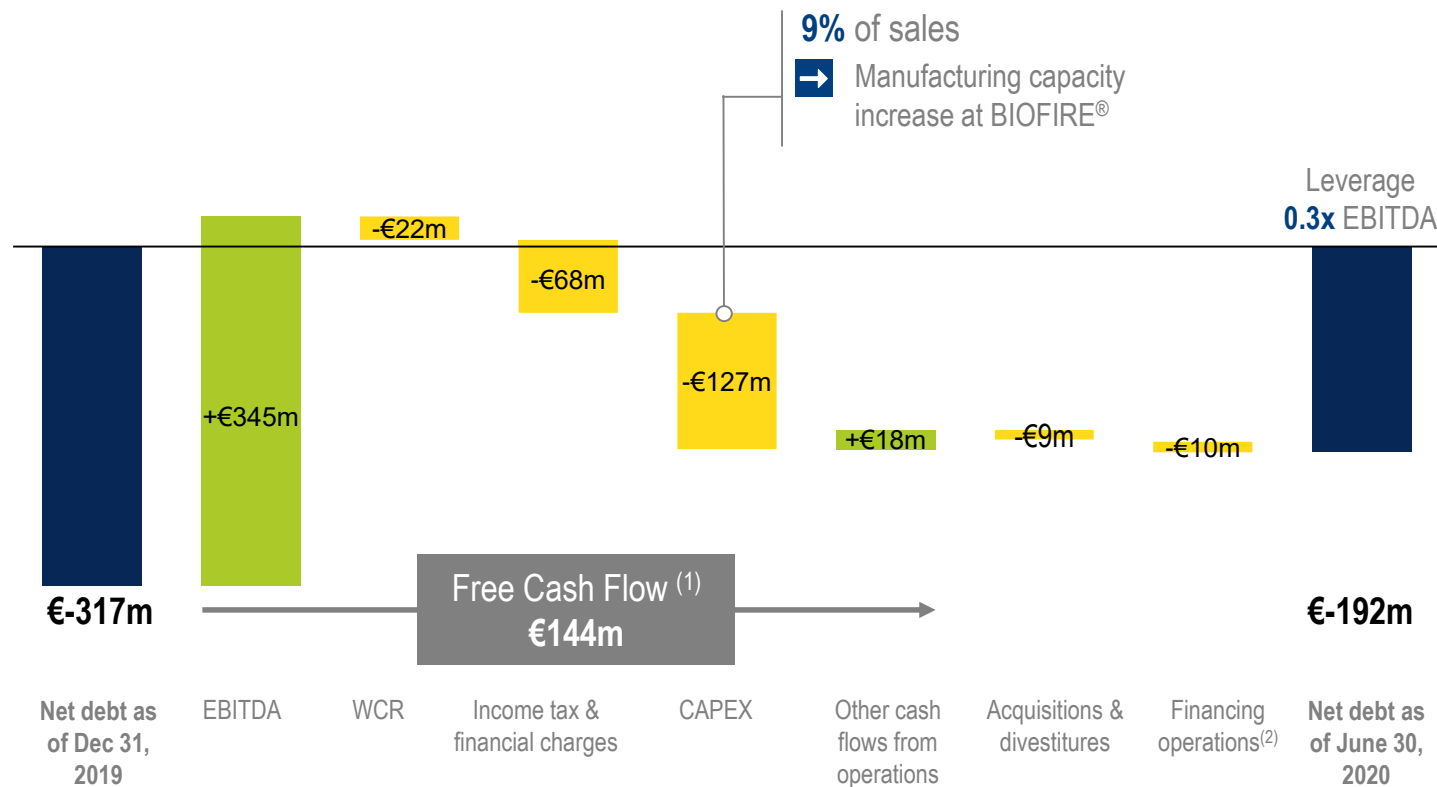 9% of sales
Manufacturing capacity
increase at BIOFIRE®
Leverage
0.3x EBITDA
-€22m
-€68m
-€127m
+€345m
+€18m
-€9m
-€10m
Free Cash Flow (1)
€144m
€-317m
€-192m
Net debt as
of Dec 31,
2019
EBITDA
WCR
Income tax &
financial charges
CAPEX
Other cash
flows from
operations
Acquisitions &
divestitures
Financing
operations(2)
Net debt as
of June 30,
2020